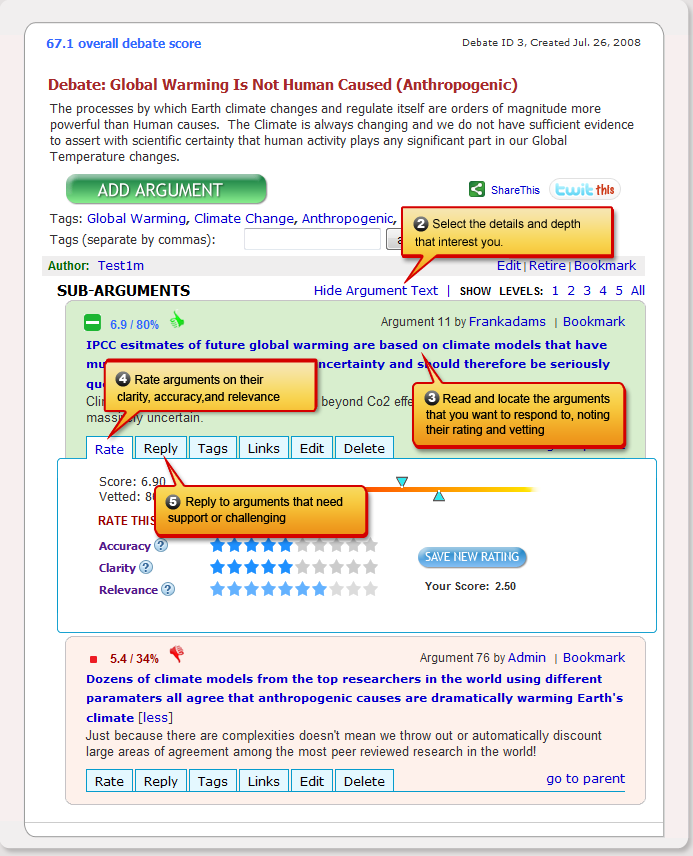 67.1 overall debate score
Debate ID 3, Created Jul. 26, 2008
Debate: Global Warming Is Not Human Caused (Anthropogenic)
The processes by which Earth climate changes and regulate itself are orders of magnitude more
powerful than Human causes.  The Climate is always changing and we do not have sufficient evidence
to assert with scientific certainty that human activity plays any significant part in our Global
Temperature changes.
ADD ARGUMENT
ShareThis
twit this
Tags: Global Warming, Climate Change, Anthropogenic,
Tags (separate by commas):
2 Select the details and depth
that interest you.
Author: Test1m
Edit | Retire | Bookmark
SUB-ARGUMENTS
Hide Argument Text | SHOW LEVELS: 1 2 3 4 5 All
6.9 / 80%
Argument 11 by Frankadams | Bookmark
IPCC esitmates of future global warming are based on climate models that have
uncertainty and should therefore be seriously
4 Rate arguments on their
clarity, accuracy,and relevance
beyond Co2
uncertain.
3 Read and locate the arguments
that you want to respond to, noting
their rating and vetting
Rate Reply Tags Links Edit Delete
Score: 6.90
Vetted:
5 Reply to arguments that need
support or challenging
RATE THIS
Accuracy ?
Clarity ?
Relevance ?
SAVE NEW RATING
Your Score: 2.50
5.4 / 34%
Argument 76 by Admin | Bookmark
Dozens of climate models from the top researchers in the world using different
paramaters all agree that anthropogenic causes are dramatically warming Earth's
climate [less]
Just because there are complexities doesn't mean we throw out or automatically discount
large areas of agreement among the most peer reviewed research in the world!
Rate Reply Tags Links Edit Delete
go to parent